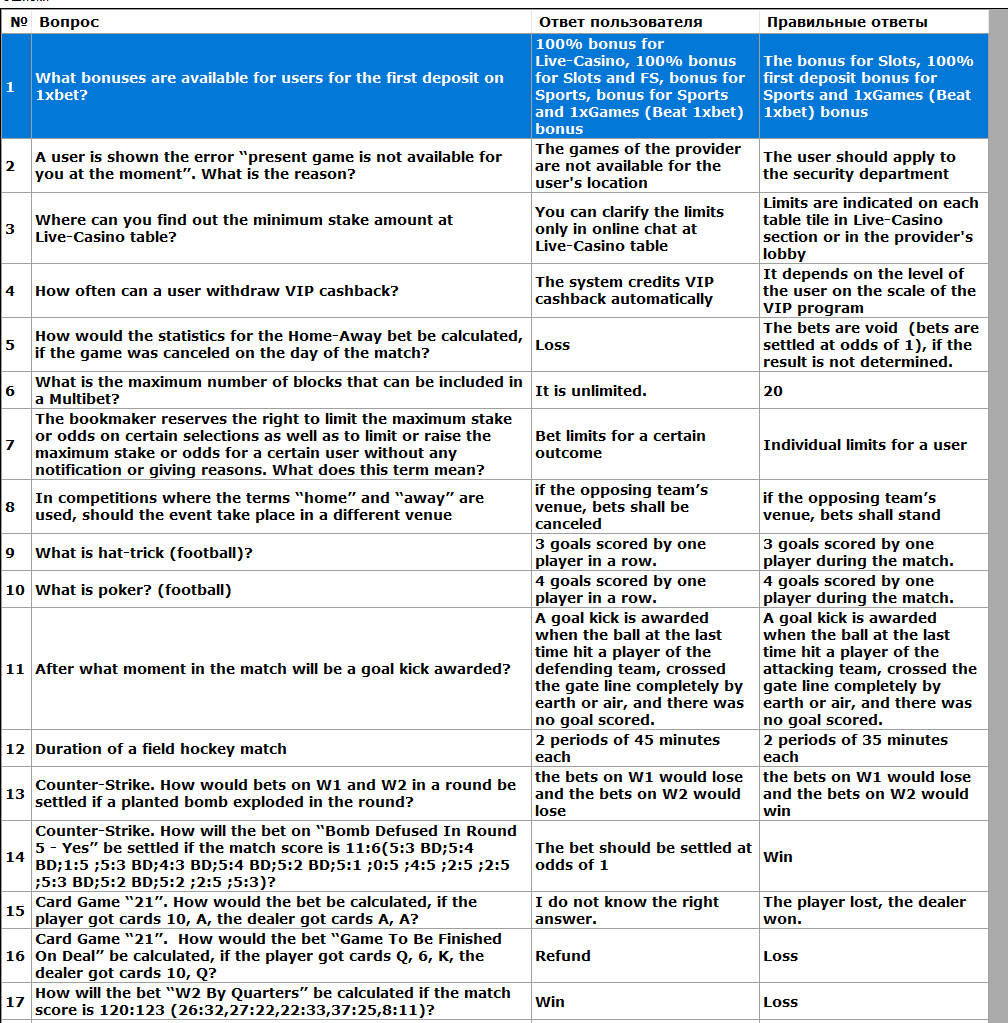 № Вопрос Ответ пользователя Правильные ответы
1
What bonuses are available for users for the first deposit on
1xbet?
100% bonus for
Live-Casino, 100% bonus
for Slots and FS, bonus for
Sports, bonus for Sports
and 1xGames (Beat 1xbet)
bonus
The bonus for Slots, 100%
first deposit bonus for
Sports and 1xGames (Beat
1xbet) bonus
2
A user is shown the error “present game is not available for
you at the moment”. What is the reason?
The games of the provider
are not available for the
user's location
The user should apply to
the security department
3
Where can you find out the minimum stake amount at
Live-Casino table?
You can clarify the limits
only in online chat at
Live-Casino table
Limits are indicated on each
table tile in Live-Casino
section or in the provider's
lobby
4
How often can a user withdraw VIP cashback?
The system credits VIP
cashback automatically
It depends on the level of
the user on the scale of the
VIP program
5
How would the statistics for the Home-Away bet be calculated,
if the game was canceled on the day of the match?
Loss
The bets are void (bets are
settled at odds of 1), if the
result is not determined.
6
What is the maximum number of blocks that can be included in
a Multibet?
It is unlimited.
20
7
The bookmaker reserves the right to limit the maximum stake
or odds on certain selections as well as to limit or raise the
maximum stake or odds for a certain user without any
notification or giving reasons. What does this term mean?
Bet limits for a certain
outcome
Individual limits for a user
8
In competitions where the terms “home” and “away” are
used, should the event take place in a different venue
if the opposing team’s
venue, bets shall be
canceled
if the opposing team’s
venue, bets shall stand
9
What is hat-trick (football)?
3 goals scored by one
player in a row.
3 goals scored by one
player during the match.
10
What is poker? (football)
4 goals scored by one
player in a row.
4 goals scored by one
player during the match.
11
After what moment in the match will be a goal kick awarded?
A goal kick is awarded
when the ball at the last
time hit a player of the
defending team, crossed
the gate line completely by
earth or air, and there was
no goal scored.
A goal kick is awarded
when the ball at the last
time hit a player of the
attacking team, crossed the
gate line completely by
earth or air, and there was
no goal scored.
12
Duration of a field hockey match
2 periods of 45 minutes
each
2 periods of 35 minutes
each
13
Counter-Strike. How would bets on W1 and W2 in a round be
settled if a planted bomb exploded in the round?
the bets on W1 would lose
and the bets on W2 would
lose
the bets on W1 would lose
and the bets on W2 would
win
14
Counter-Strike. How will the bet on “Bomb Defused In Round
5 - Yes” be settled if the match score is 11:6(5:3 BD;5:4
BD;1:5 ;5:3 BD;4:3 BD;5:4 BD;5:2 BD;5:1 ;0:5 ;4:5 ;2:5 ;2:5
;5:3 BD;5:2 BD;5:2 ;2:5 ;5:3)?
The bet should be settled at
odds of 1
Win
15
Card Game “21”. How would the bet be calculated, if the
player got cards 10, A, the dealer got cards A, A?
I do not know the right
answer.
The player lost, the dealer
won.
16
Card Game “21”. How would the bet “Game To Be Finished
On Deal” be calculated, if the player got cards Q, 6, K, the
dealer got cards 10, Q?
Refund
Loss
17
How will the bet “W2 By Quarters” be calculated if the match
score is 120:123 (26:32,27:22,22:33,37:25,8:11)?
Win
Loss